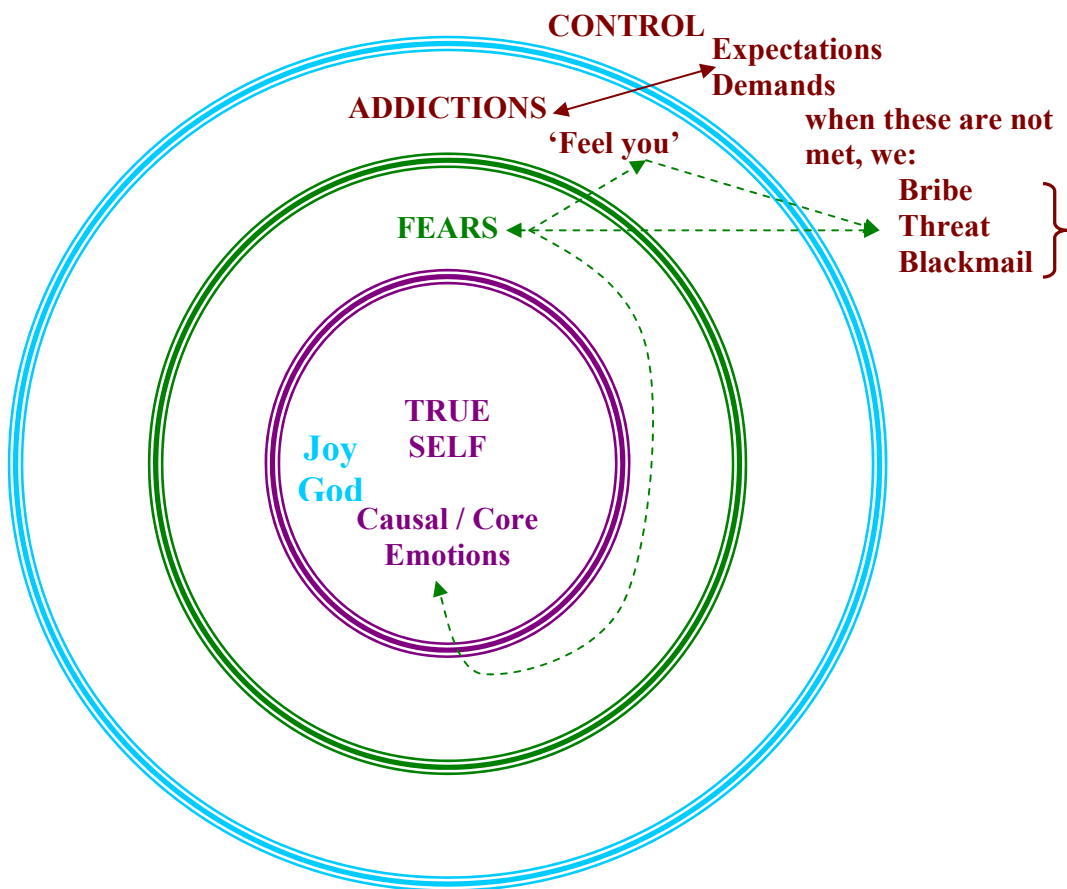 CONTROL
Expectations
Demands
ADDICTIONS
‘Feel you’
when these are not
met, we:
Bribe
Threat
Blackmail
FEARS
TRUE
SELF
Joy
God
Causal / Core
Emotions